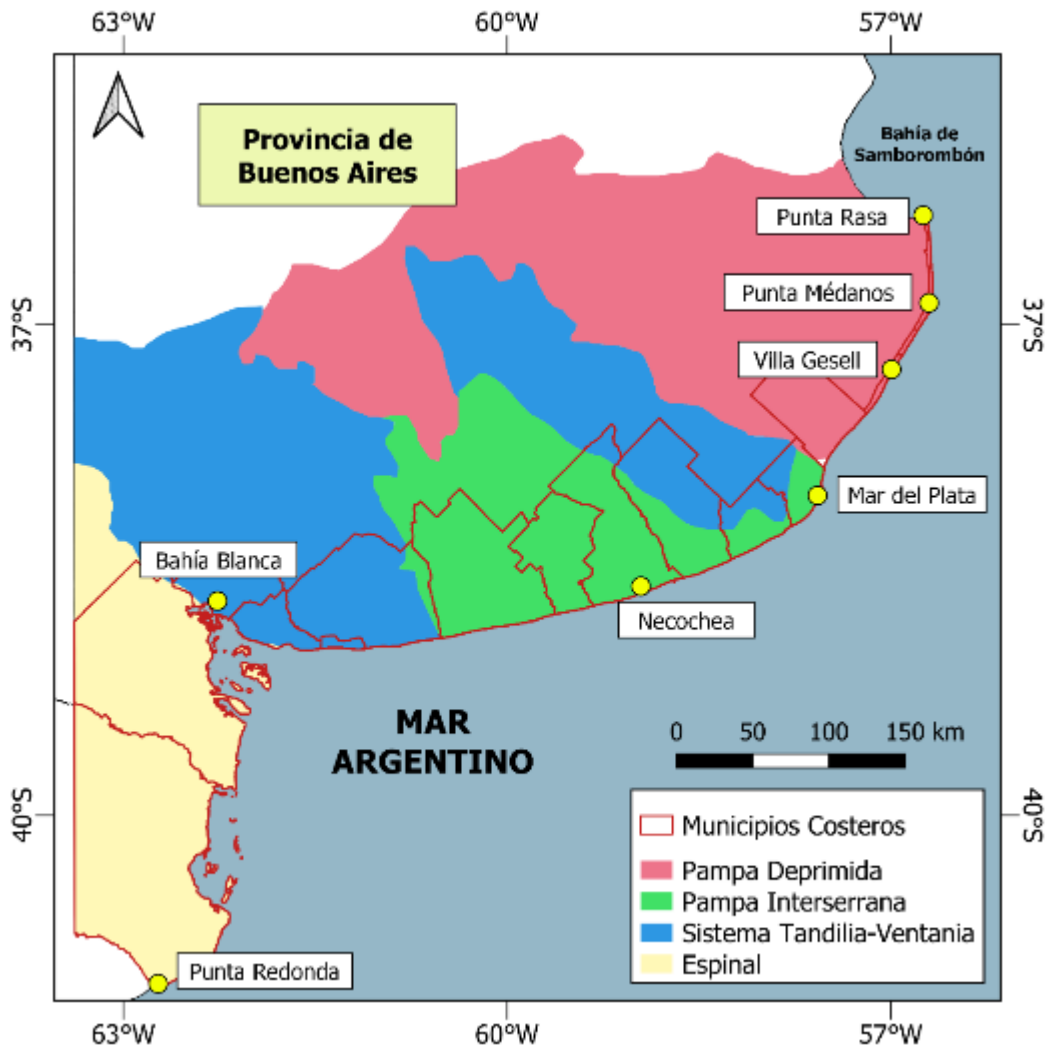 63°W
60°W
57°W
Provincia de
Buenos Aires
Bahía de
Samborombón
Punta Rasa
Punta Médanos
37°S
37°S
Villa Gesell
Mar del Plata
Bahía Blanca
Necochea
MAR
ARGENTINO
0 50 100 150 km
40°S
40°S
Municipios Costeros
Pampa Deprimida
Pampa Interserrana
Sistema Tandilia-Ventania
Espinal
Punta Redonda
63°W
60°W
57°W